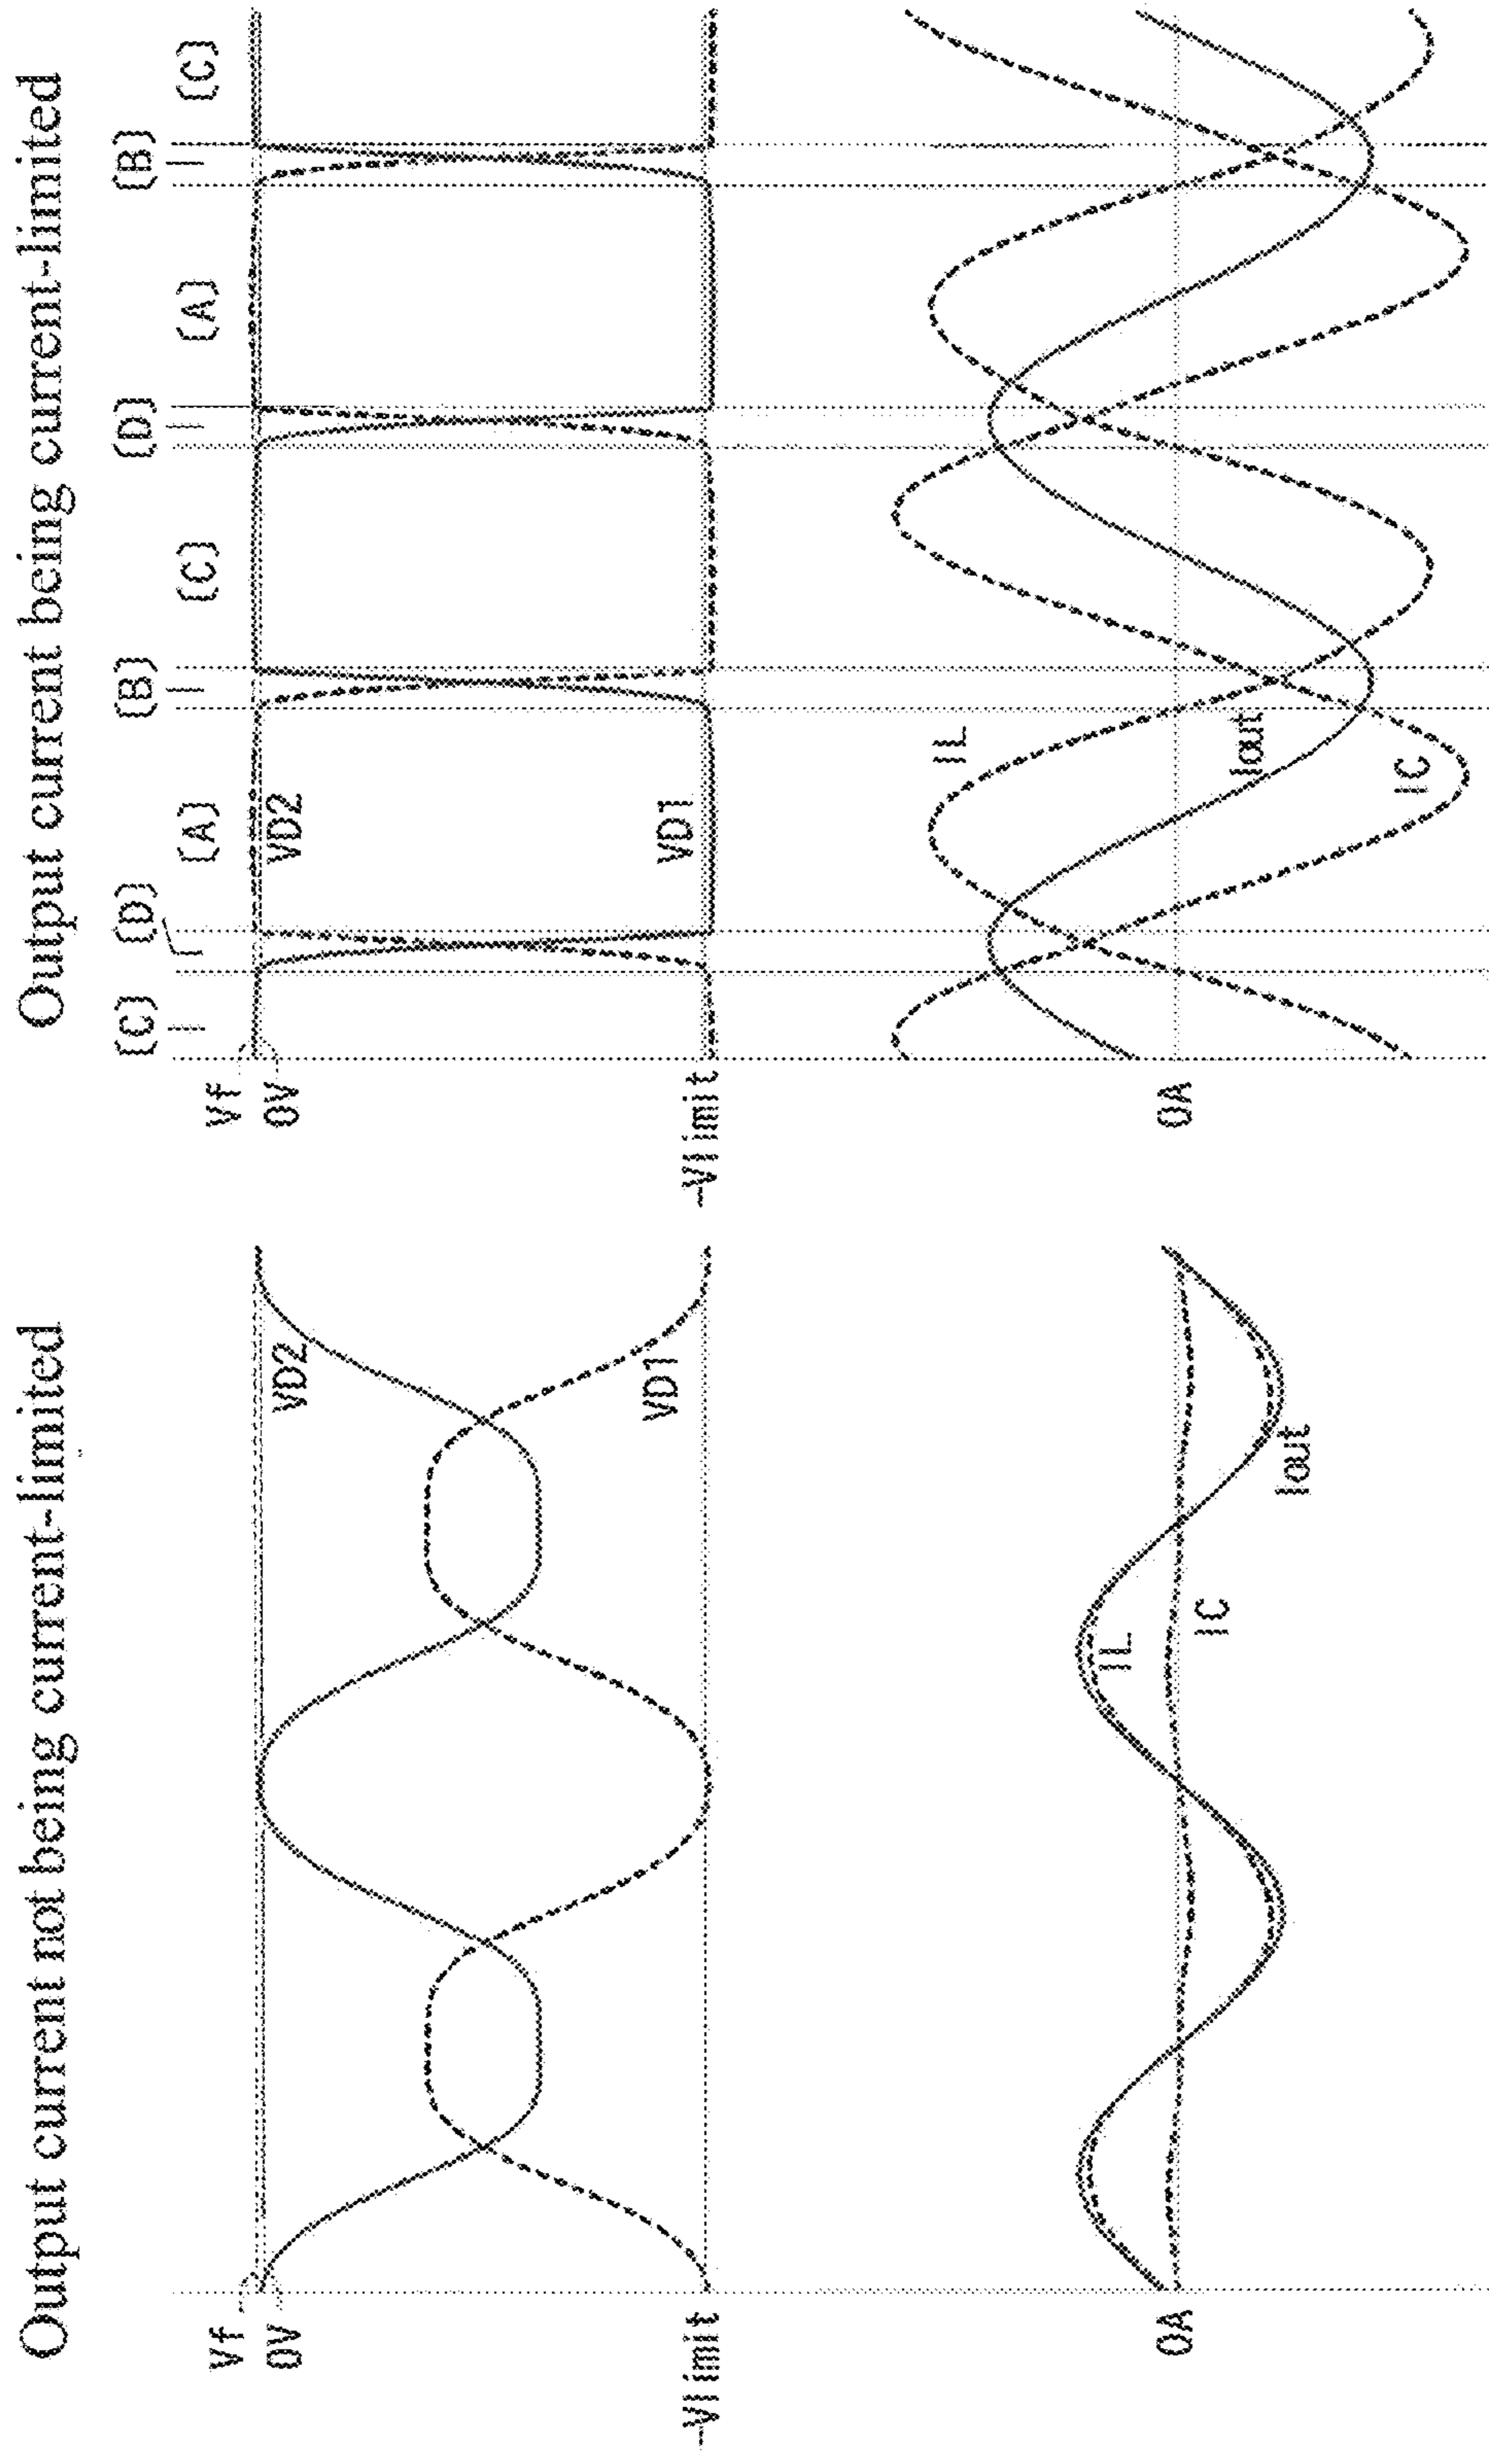 Output current not being current-limited
Vf
0V
VD2
VD1
-Vlimit
0A
IL
IC
Iout
Output current being current-limited
(C)
(D)
(A)
(B)
(C)
(D)
(A)
(B)
(C)
Vf
0V
VD2
VD1
-Vlimit
0A
IL
Iout
IC